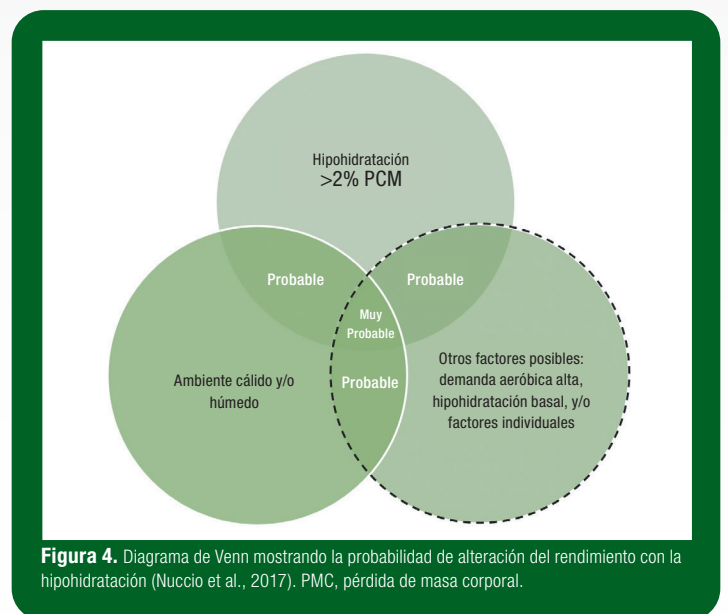 Hipohidratación
>2% PCM
Probable
Probable
Muy
Probable
Probable
Ambiente cálido y/o
húmedo
Otros factores posibles:
demanda aeróbica alta,
hipohidratación basal, y/o
factores individuales
Figura 4. Diagrama de Venn mostrando la probabilidad de alteración del rendimiento con la
hipohidratación (Nuccio et al., 2017). PMC, pérdida de masa corporal.